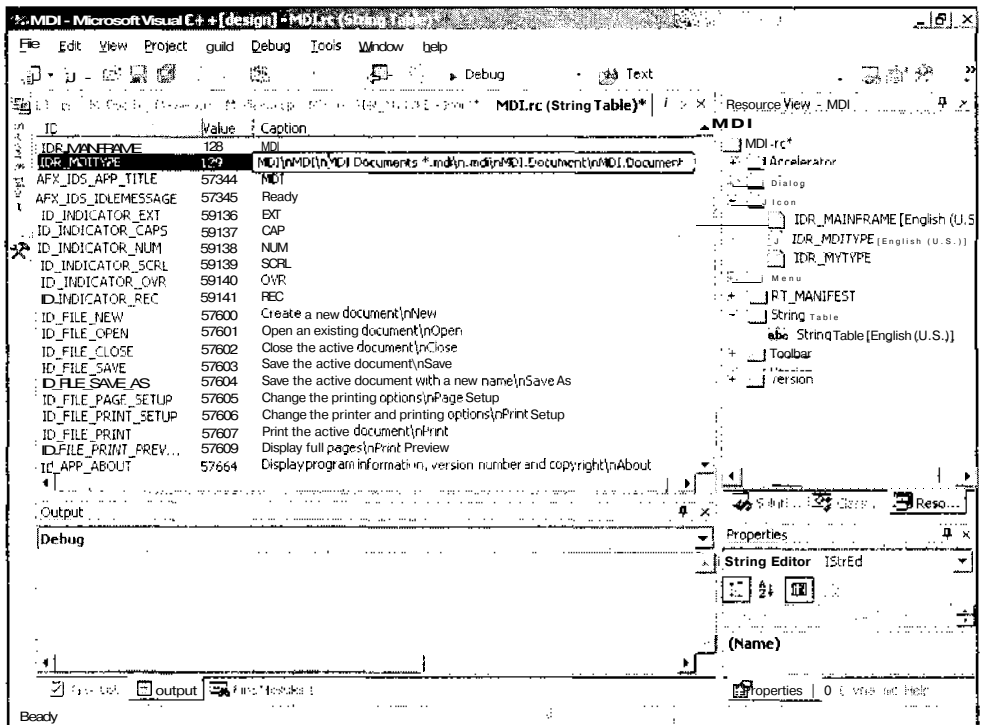 MDI - Microsoft Visual C++ [design] - MDI.rc (String Table)*
File Edit View Project guild Debug Tools Window help
Debug Text
MDI.rc (String Table)*
Resource View - MDI
ID Value Caption
IDR_MAINFRAME 128 MDI
IDR_MDITYPE 129 MDI\nMDI\nMDI Documents *.mdi\n.mdi\nMDI.Document\nMDI.Document
AFX_IDS_APP_TITLE 57344 MDI
AFX_IDS_IDLEMESSAGE 57345 Ready
ID_INDICATOR_EXT 59136 EXT
ID_INDICATOR_CAPS 59137 CAP
ID_INDICATOR_NUM 59138 NUM
ID_INDICATOR_SCRL 59139 SCRL
ID_INDICATOR_OVR 59140 OVR
ID_INDICATOR_REC 59141 REC
ID_FILE_NEW 57600 Create a new document\nNew
ID_FILE_OPEN 57601 Open an existing document\nOpen
ID_FILE_CLOSE 57602 Close the active document\nClose
ID_FILE_SAVE 57603 Save the active document\nSave
ID_FILE_SAVE_AS 57604 Save the active document with a new name\nSave As
ID_FILE_PAGE_SETUP 57605 Change the printing options\nPage Setup
ID_FILE_PRINT_SETUP 57606 Change the printer and printing options\nPrint Setup
ID_FILE_PRINT 57607 Print the active document\nPrint
ID_FILE_PRINT_PREV... 57609 Display full pages\nPrint Preview
ID_APP_ABOUT 57664 Display program information, version number and copyright\nAbout
MDI
MDI-rc*
Accelerator
Dialog
Icon
IDR_MAINFRAME [English (U.S
IDR_MDITYPE [English (U.S.)]
IDR_MYTYPE
Menu
RT_MANIFEST
String Table
abc String Table [English (U.S.)]
Toolbar
Version
Reso...
Output
Debug
Properties
String Editor IStrEd
(Name)
output
Properties
Ready